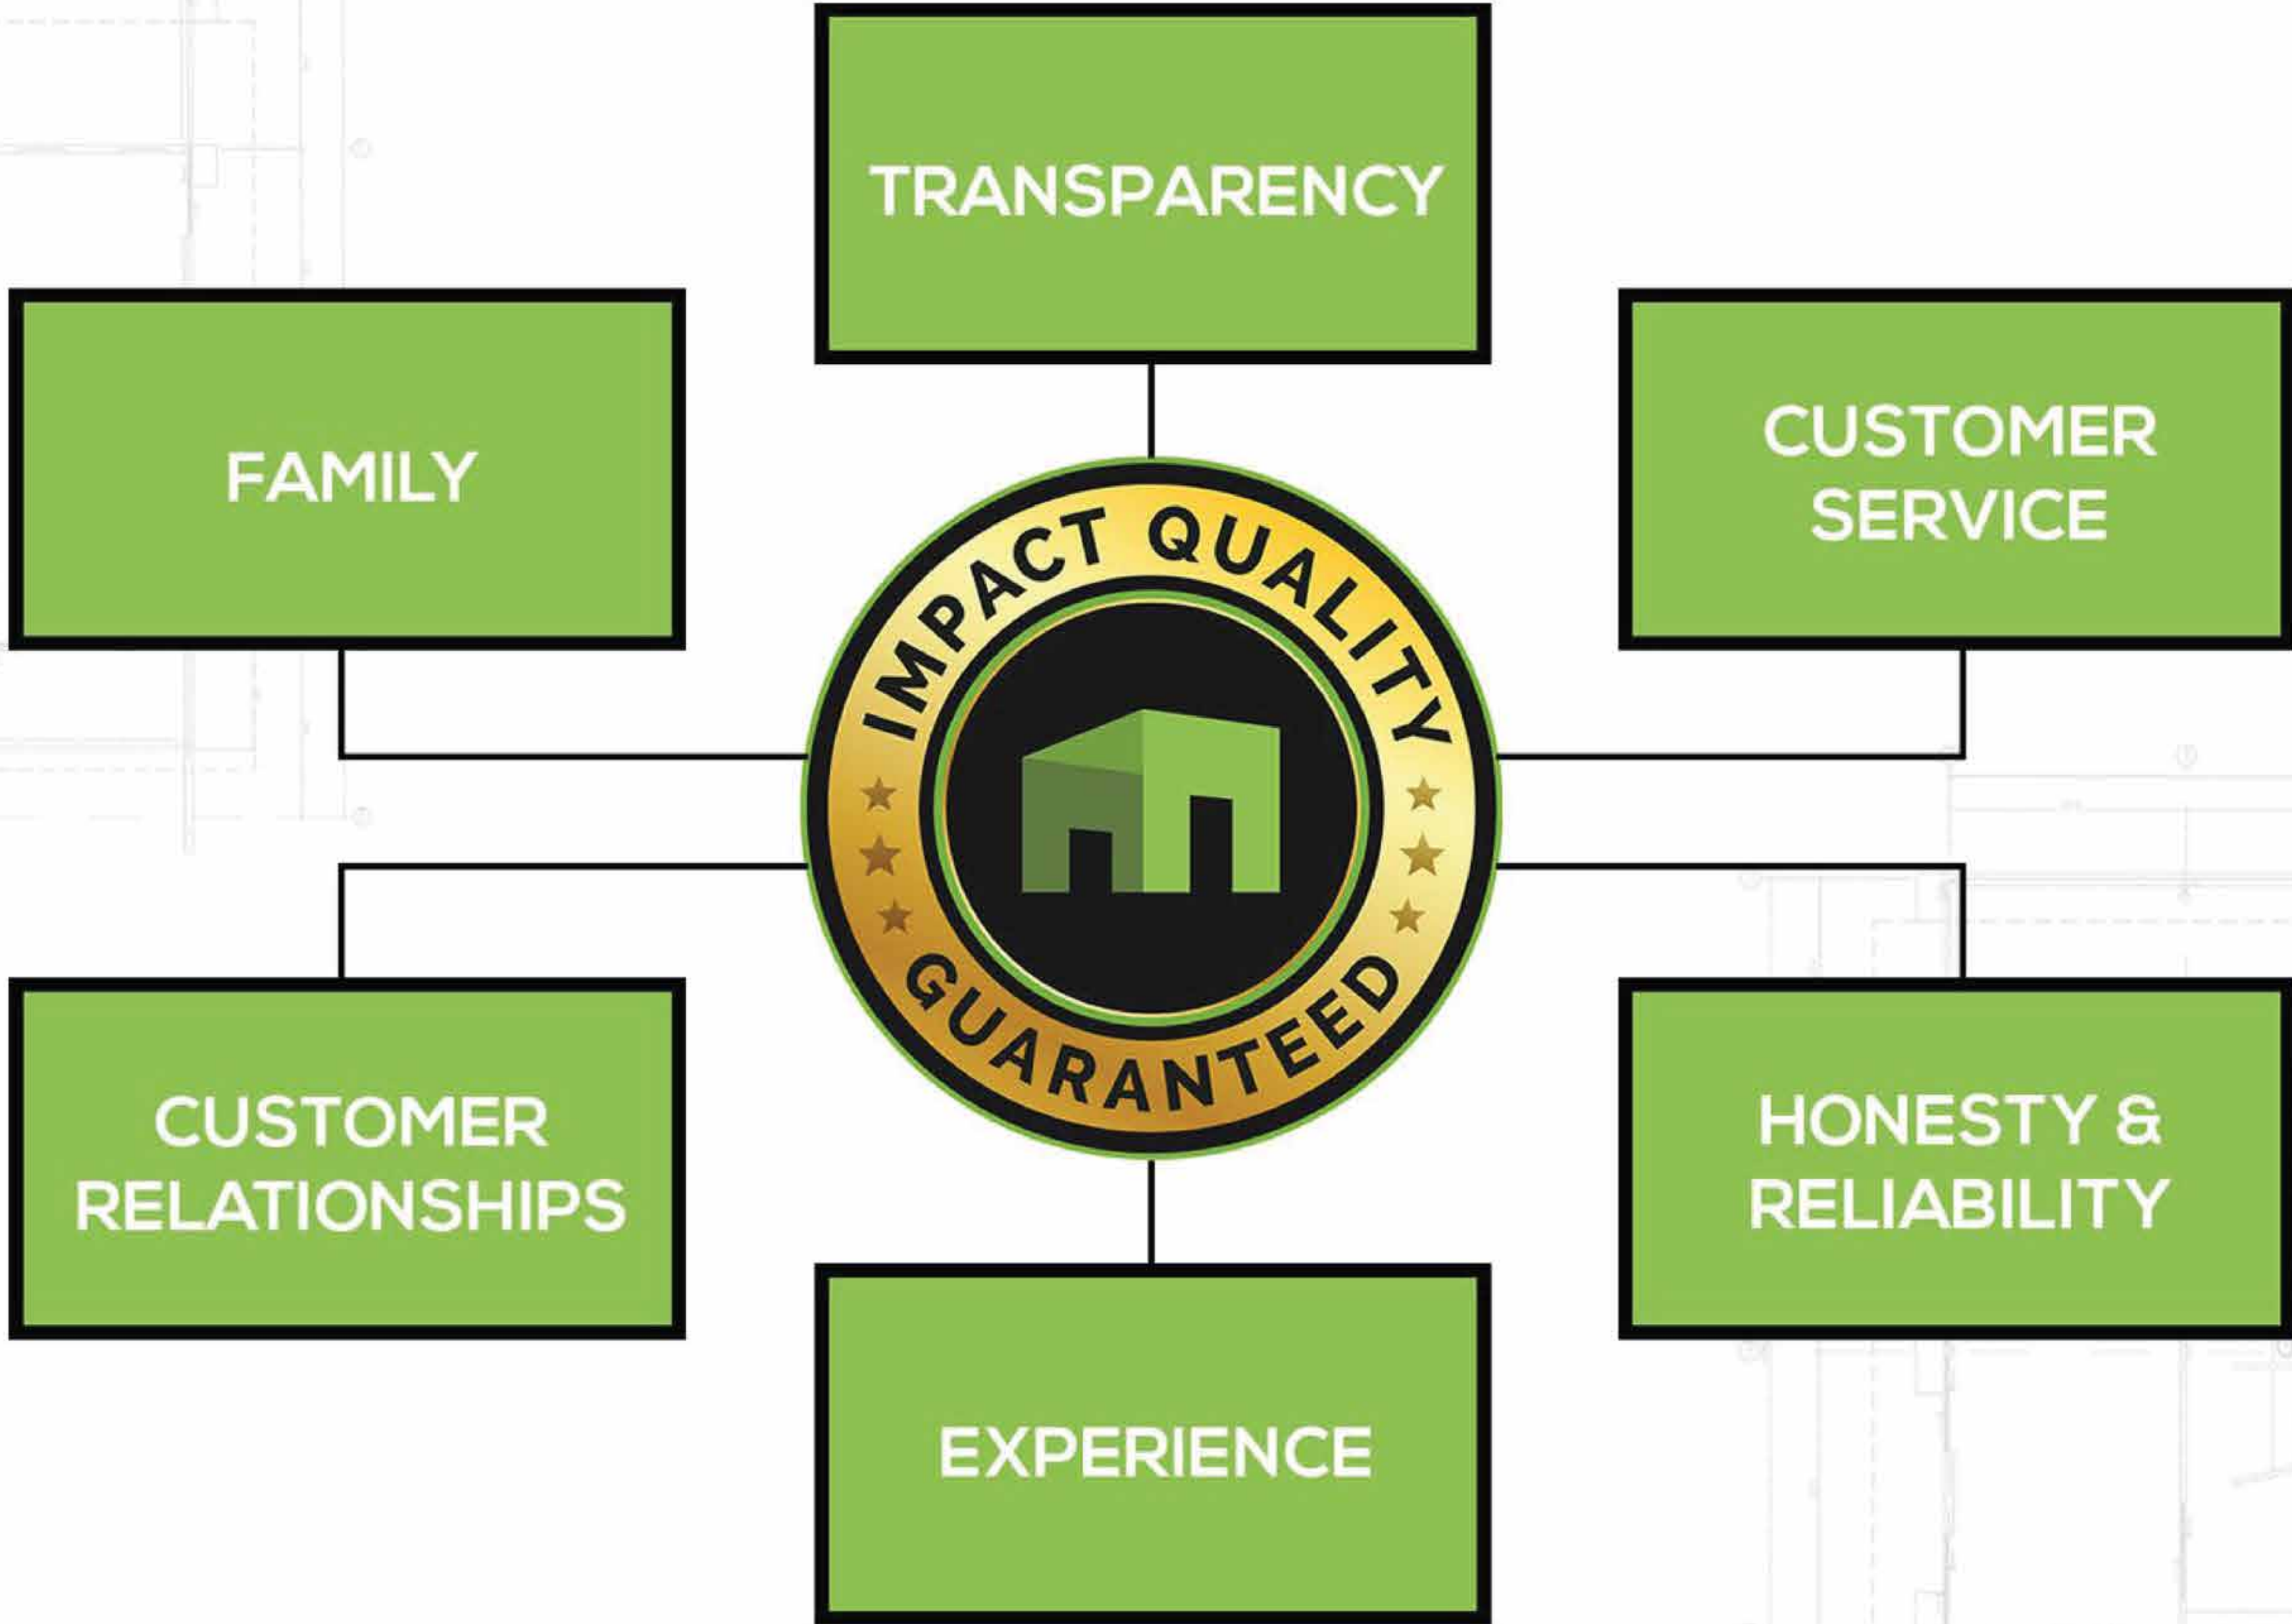 TRANSPARENCY
FAMILY
CUSTOMER
SERVICE
IMPACT QUALITY
GUARANTEED
CUSTOMER
RELATIONSHIPS
HONESTY &
RELIABILITY
EXPERIENCE